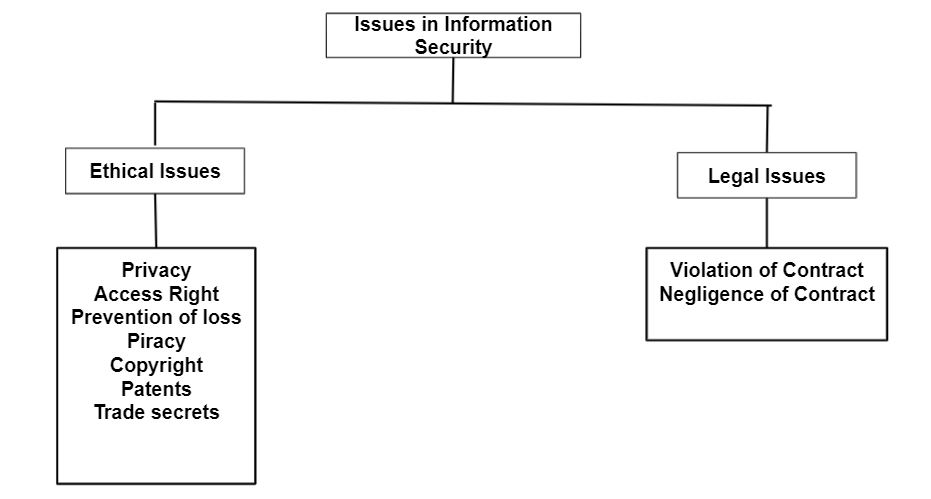 Issues in Information
Security
Ethical Issues
Legal Issues
Privacy
Access Right
Prevention of loss
Piracy
Copyright
Patents
Trade secrets
Violation of Contract
Negligence of Contract